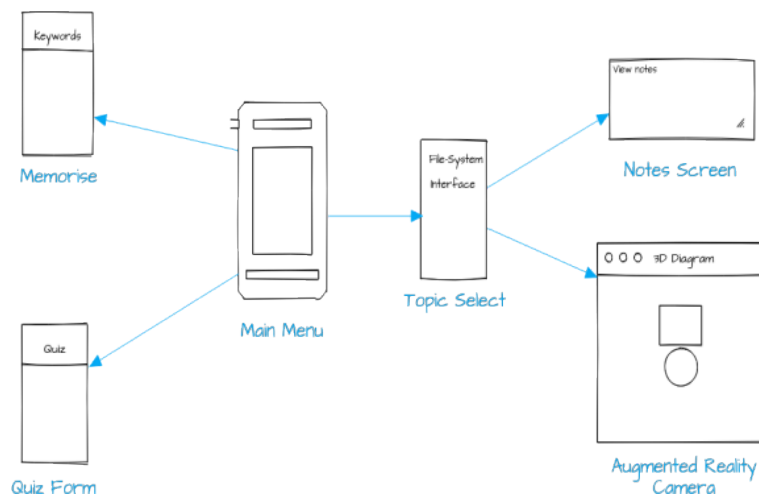 Keywords
Memorise
Quiz
Quiz Form
Main Menu
File-System
Interface
Topic Select
View notes
Notes Screen
3D Diagram
Augmented Reality
Camera